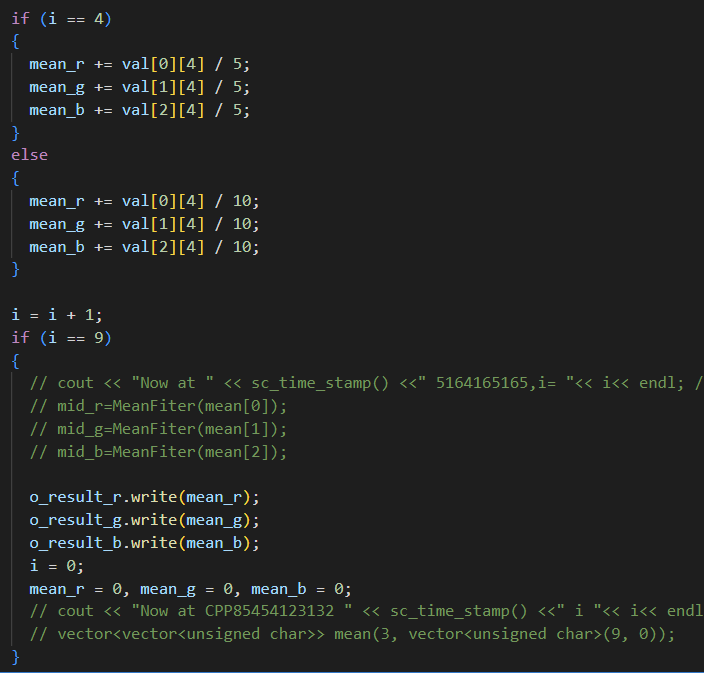 if (i == 4)
{
  mean_r += val[0][4] / 5;
  mean_g += val[1][4] / 5;
  mean_b += val[2][4] / 5;
}
else
{
  mean_r += val[0][4] / 10;
  mean_g += val[1][4] / 10;
  mean_b += val[2][4] / 10;
}

i = i + 1;
if (i == 9)
{
  // cout << "Now at " << sc_time_stamp() <<" 5164165165,i= "<< i<< endl; /
  // mid_r=MeanFiter(mean[0]);
  // mid_g=MeanFiter(mean[1]);
  // mid_b=MeanFiter(mean[2]);

  o_result_r.write(mean_r);
  o_result_g.write(mean_g);
  o_result_b.write(mean_b);
  i = 0;
  mean_r = 0, mean_g = 0, mean_b = 0;
  // cout << "Now at CPP85454123132 " << sc_time_stamp() <<" i "<< i<< endl
  // vector<vector<unsigned char>> mean(3, vector<unsigned char>(9, 0));
}